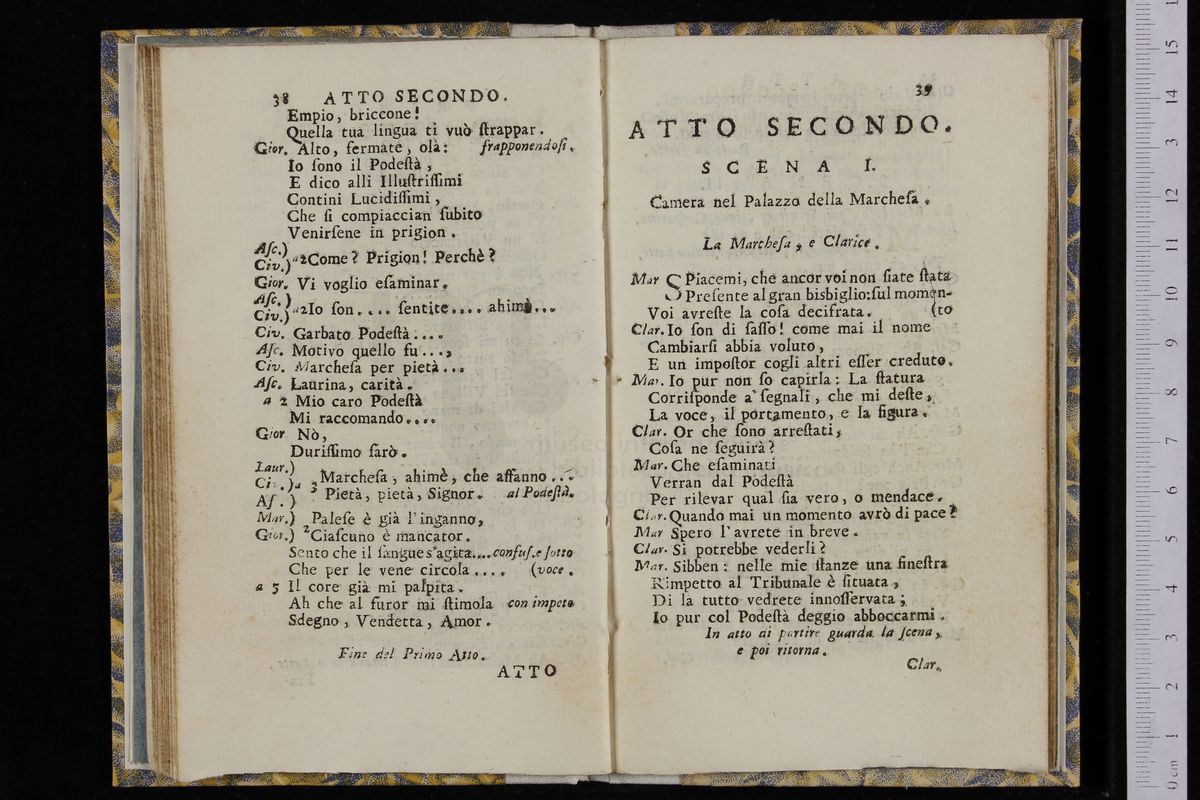 38 ATTO SECONDO.
Empio, briccone!
Quella tua lingua ti vuò ſtrappar.
Gior. Alto, fermate, olà: frapponendoſi.
Io ſono il Podeſtà,
E dico alli Illuſtriſſimi
Contini Lucidiſſimi,
Che ſi compiaccian ſubito
Venirſene in prigion.
Aſc.)
Civ.) a 2 Come? Prigion! Perchè?
Gior. Vi voglio eſaminar.
Aſc.)
Civ.) a 2 Io ſon.... ſentite.... ahimè...
Civ. Garbato Podeſtà....
Aſc. Motivo quello fu...,
Civ. Marcheſa per pietà...
Aſc. Laurina, carità.
a 2 Mio caro Podeſtà
Mi raccomando....
Gior Nò,
Duriſſimo ſarò.
Laur.)
Civ.) a 3 Marcheſa, ahimè, che affanno...
Aſ.) Pietà, pietà, Signor. al Podeſtà.
Mar.) 2 Paleſe è già l'inganno,
Gior.) Ciaſcuno è mancator.
Sento che il ſangue s'agita....confuſ.e ſotto
Che per le vene circola.... (voce.
a 5 Il core già mi palpita.
Ah che al furor mi ſtimola con impeto
Sdegno, Vendetta, Amor.
Fine del Primo Atto.
ATTO
39
ATTO SECONDO.
SCENA I.
Camera nel Palazzo della Marcheſa.
La Marcheſa, e Clarice.
Mar SPiacemi, che ancor voi non ſiate ſtata
Preſente al gran bisbiglio: ſul momen-
Voi avreſte la coſa decifrata. (to
Clar. Io ſon di ſaſſo! come mai il nome
Cambiarſi abbia voluto,
E un impoſtor cogli altri eſſer creduto.
Mar. Io pur non ſo capirla: La ſtatura
Corriſponde a' ſegnali, che mi deſte,
La voce, il portamento, e la figura.
Clar. Or che ſono arreſtati,
Coſa ne ſeguirà?
Mar. Che eſaminati
Verran dal Podeſtà
Per rilevar qual ſia vero, o mendace.
Clar. Quando mai un momento avrò di pace?
Mar Spero l'avrete in breve.
Clar. Si potrebbe vederli?
Mar. Sibben: nelle mie ſtanze una fineſtra
Rimpetto al Tribunale è ſituata,
Di la tutto vedrete innoſſervata;
Io pur col Podeſtà deggio abboccarmi.
In atto di partire guarda la ſcena,
e poi ritorna.
Clar.